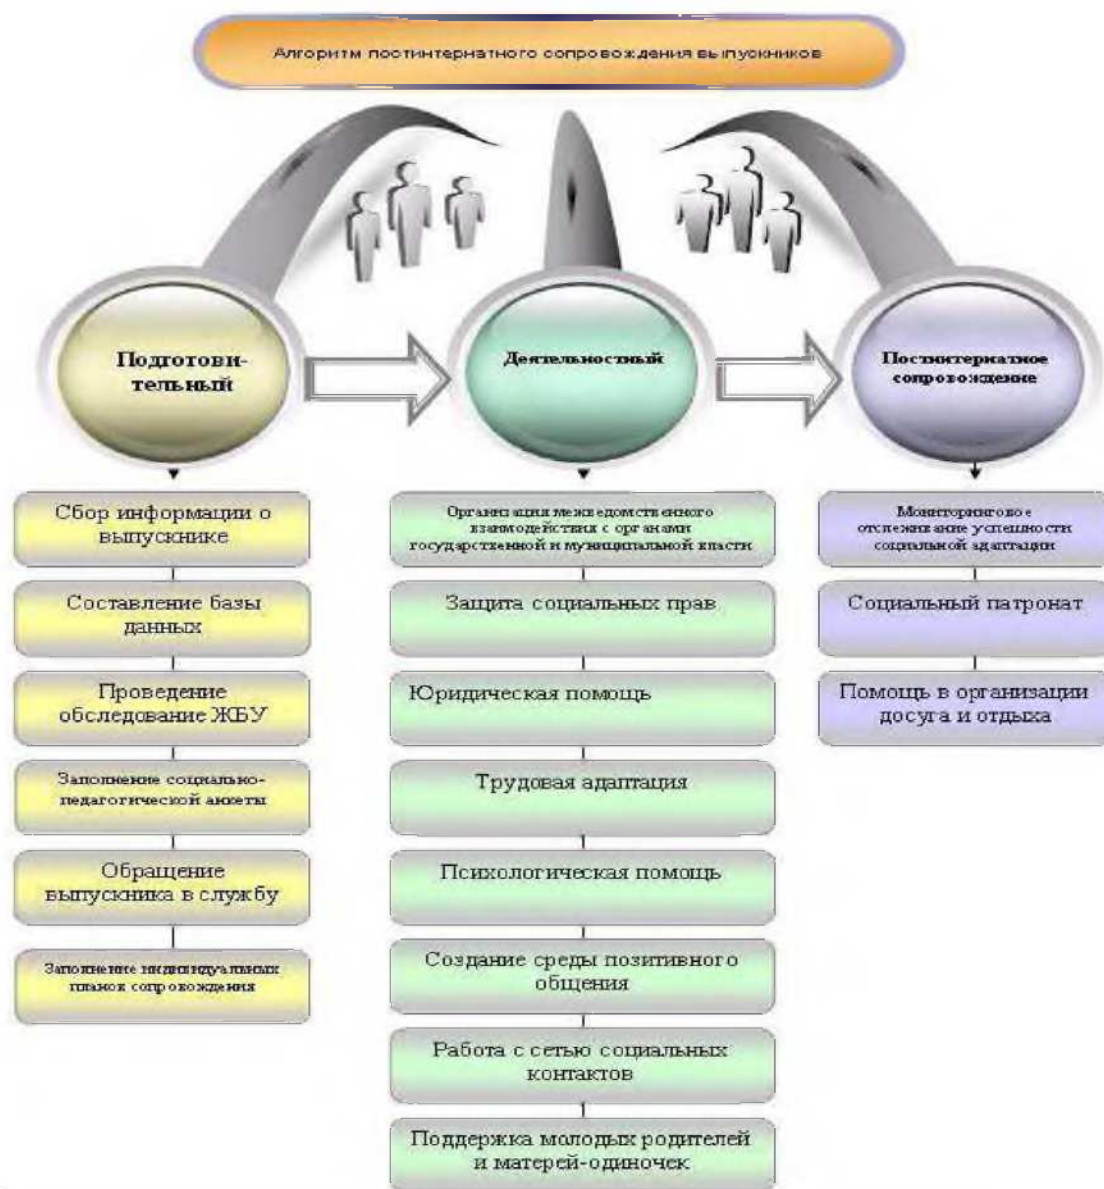 Алгоритм постинтернатного сопровождения выпускников
Подготови-
тельный
Деятельностный
Постинтернатное
сопровождение
Сбор информации о
выпускнике
Составление базы
данных
Проведение
обследование ЖБУ
Заполнение социально-
педагогической анкеты
Обращение
выпускника в службу
Заполнение индивидуальных
планов сопровождения
Организация межведомственного
взаимодействия с органами
государственной и муниципальной власти
Защита социальных прав
Юридическая помощь
Трудовая адаптация
Психологическая помощь
Создание среды позитивного
общения
Работа с сетью социальных
контактов
Поддержка молодых родителей
и матерей-одиночек
Мониторинговое
отслеживание успешности
социальной адаптации
Социальный патронат
Помощь в организации
досуга и отдыха